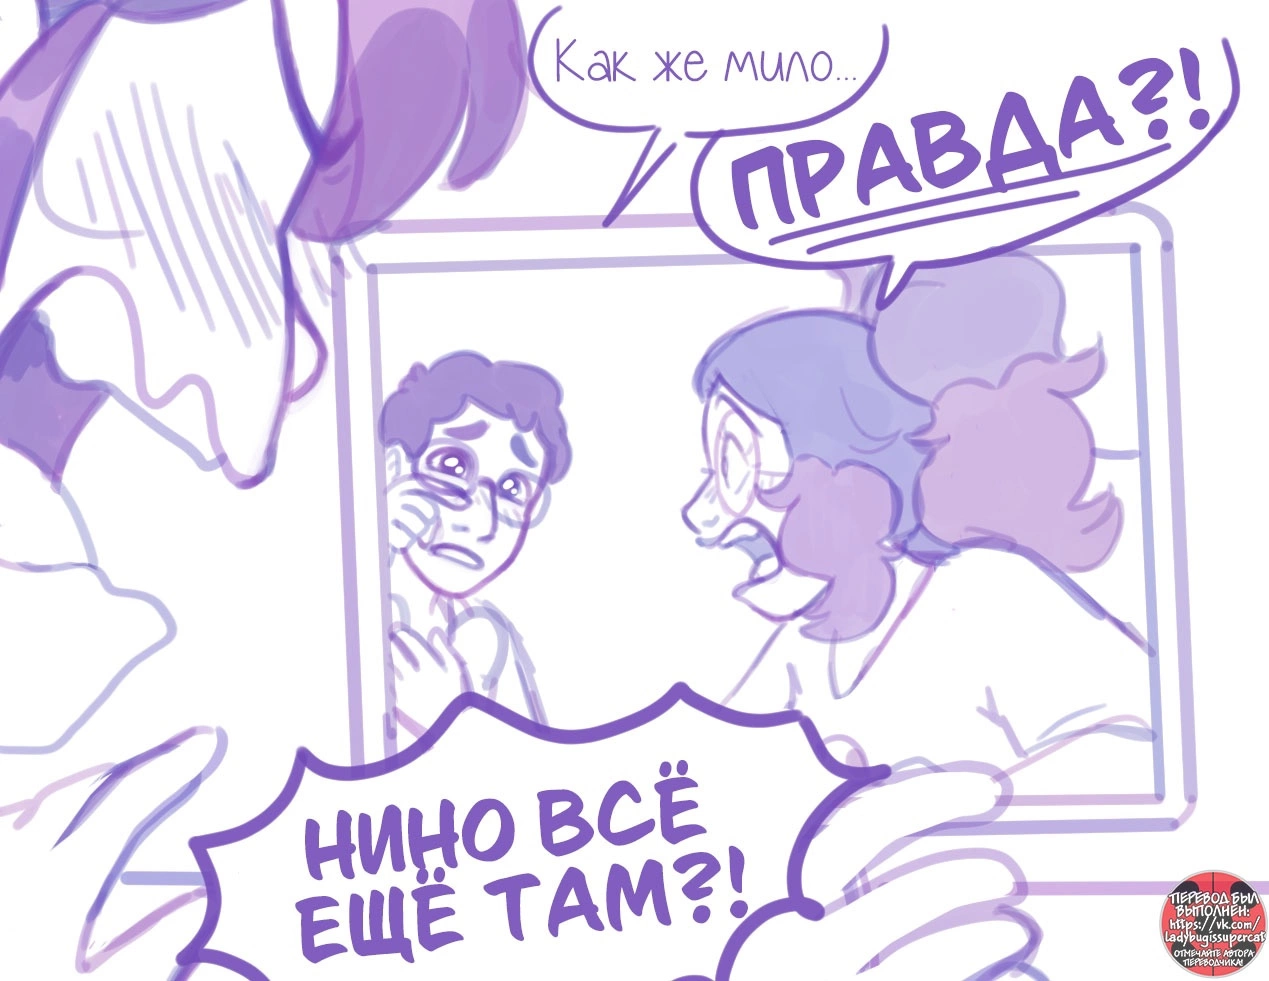 Как же мило...
ПРАВДА?!
НИНО ВСЁ
ЕЩЁ ТАМ?!
ПЕРЕВОД БЫЛ
ВЫПОЛНЕН:
https://vk.com/
ladybugissupercat
ОТМЕЧАЙТЕ АВТОРА
ПЕРЕВОДЧИКА!